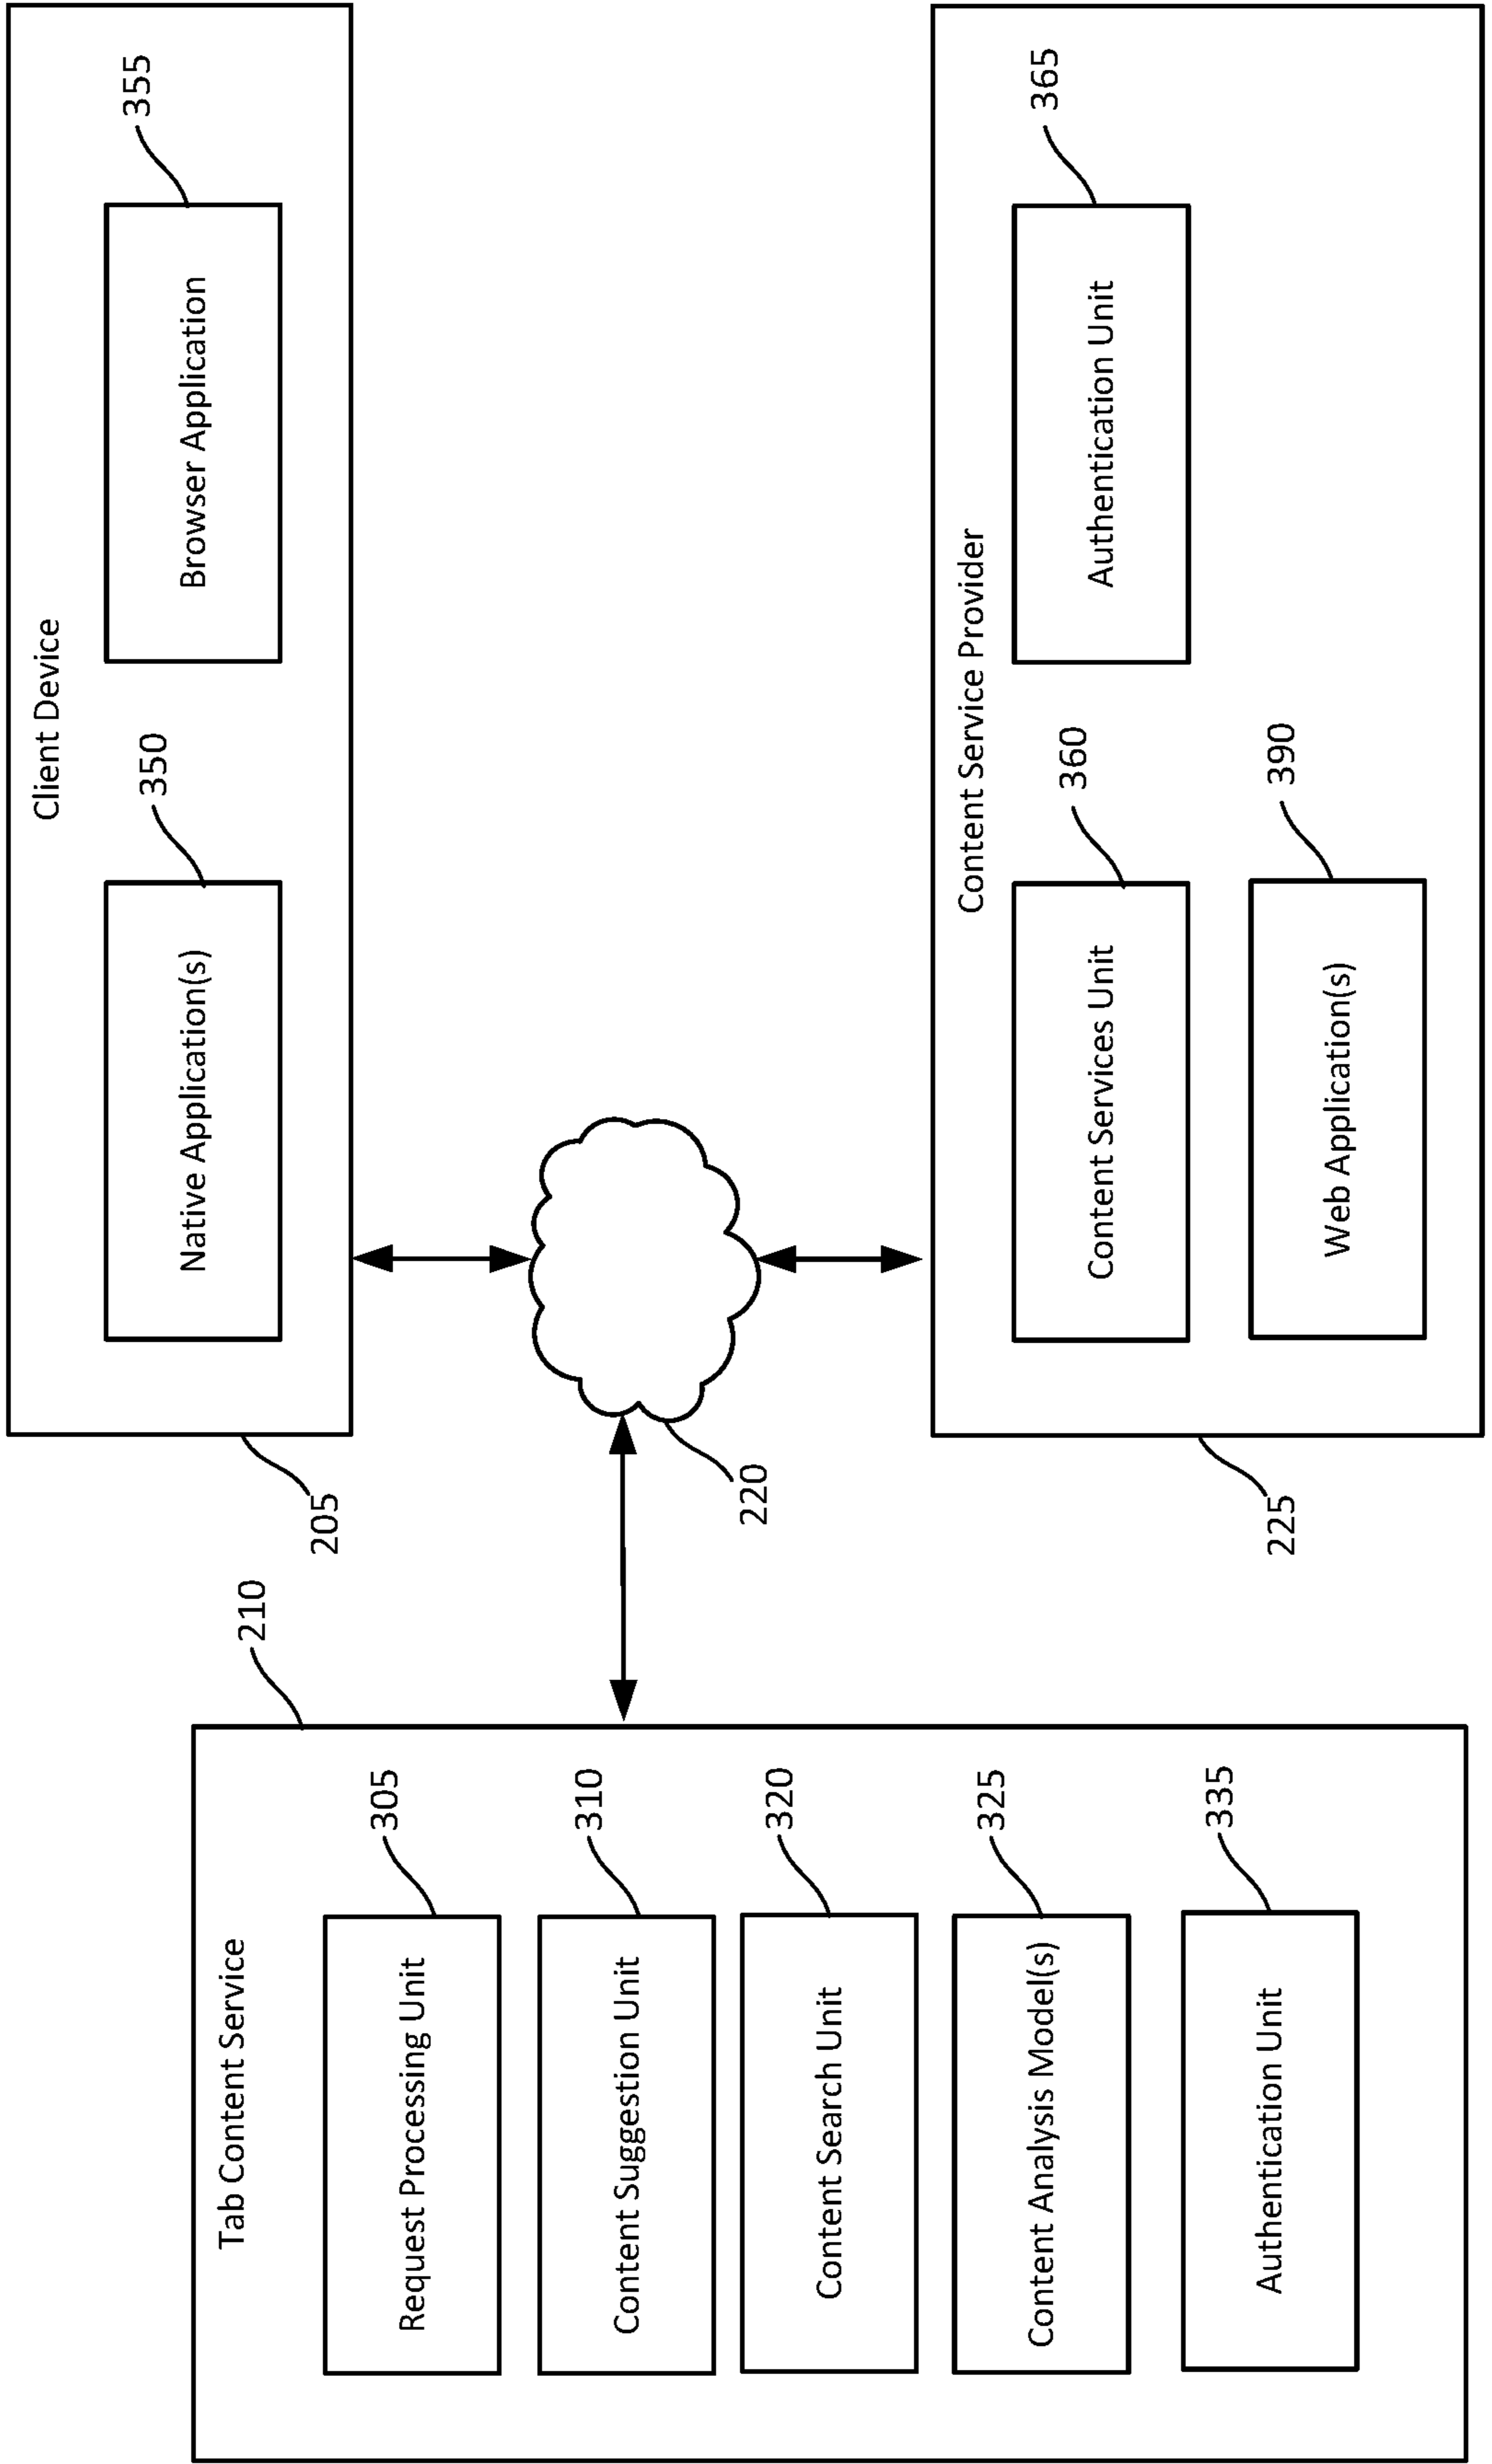 Tab Content Service
210
Request Processing Unit
305
Content Suggestion Unit
310
Content Search Unit
320
Content Analysis Model(s)
325
Authentication Unit
335
220
Client Device
205
Native Application(s)
350
Browser Application
355
Content Service Provider
225
Content Services Unit
360
Authentication Unit
365
Web Application(s)
390